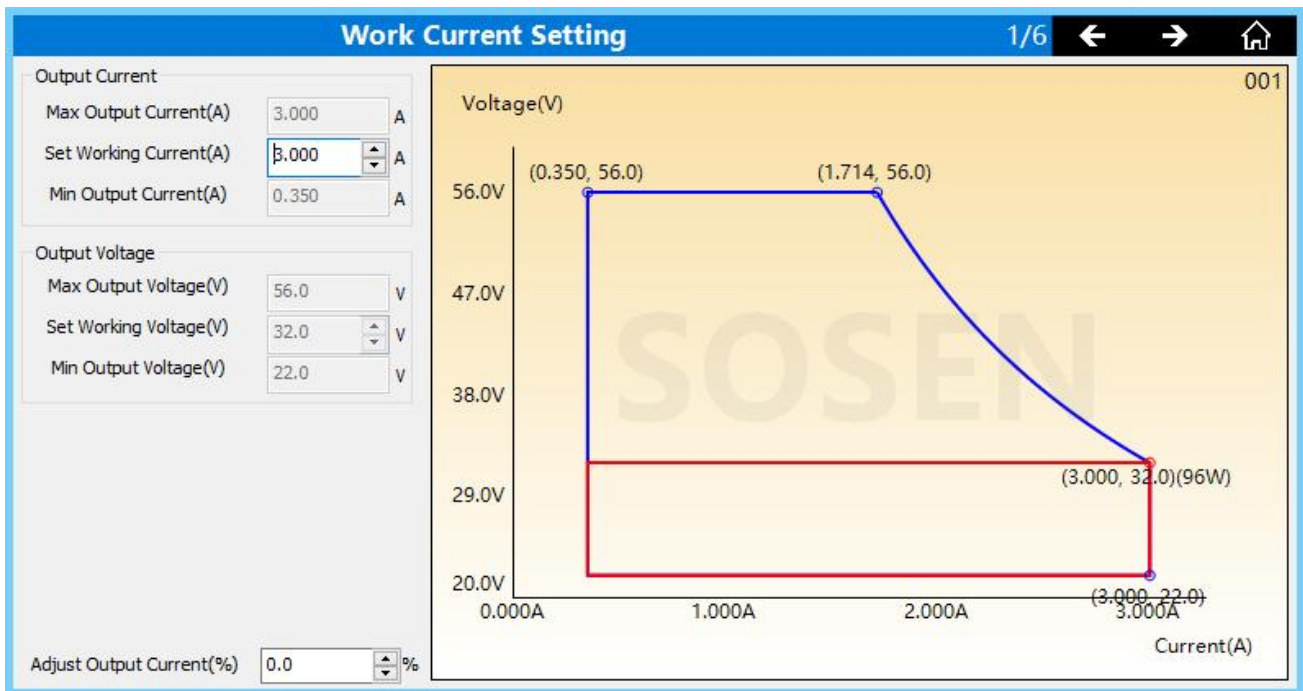 Work Current Setting
1/6
Output Current
Max Output Current(A) 3.000 A
Set Working Current(A) 3.000 A
Min Output Current(A) 0.350 A
Output Voltage
Max Output Voltage(V) 56.0 V
Set Working Voltage(V) 32.0 V
Min Output Voltage(V) 22.0 V
Adjust Output Current(%) 0.0 %
001
Voltage(V)
(0.350, 56.0) (1.714, 56.0)
56.0V
47.0V
SOSEN
38.0V
(3.000, 32.0)(96W)
29.0V
20.0V
(3.000, 22.0)
0.000A 1.000A 2.000A 3.000A
Current(A)